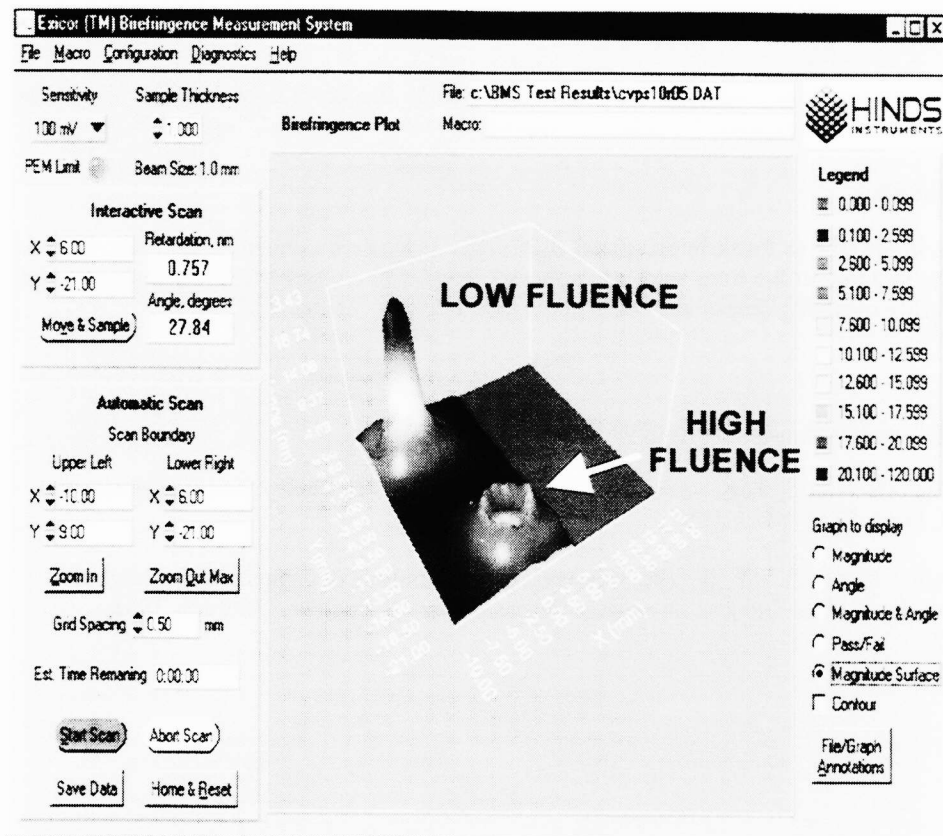 Exicor (TM) Birefringence Measurement System
File Macro Configuration Diagnostics Help
Sensitivity Sample Thickness
100 mV 1.000
PEM Limit Beam Size: 1.0 mm
File: c:\BMS Test Results\cvps10r05.DAT
Birefringence Plot Macro:
HINDS
INSTRUMENTS
Interactive Scan
X 6.00 Retardation, nm
0.757
Y -21.00
Angle, degrees
Move & Sample 27.84
Automatic Scan
Scan Boundary
Upper Left Lower Right
X -10.00 X 6.00
Y 9.00 Y -21.00
Zoom In Zoom Out Max
Grid Spacing 0.50 mm
Est. Time Remaining 0:00:30
Start Scan Abort Scan
Save Data Home & Reset
LOW FLUENCE
HIGH
FLUENCE
X(mm)
Legend
0.000 - 0.099
0.100 - 2.599
2.600 - 5.099
5.100 - 7.599
7.600 - 10.099
10.100 - 12.599
12.600 - 15.099
15.100 - 17.599
17.600 - 20.099
20.100 - 120.000
Graph to display
Magnitude
Angle
Magnitude & Angle
Pass/Fail
Magnitude Surface
Contour
File/Graph
Annotations